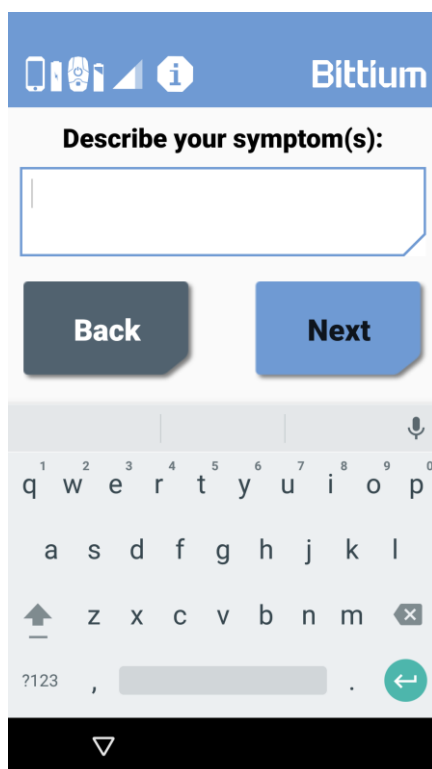 i Bittium
Describe your symptom(s):
Back Next
1 2 3 4 5 6 7 8 9 0
q w e r t y u i o p
a s d f g h j k l
z x c v b n m
?123 , .